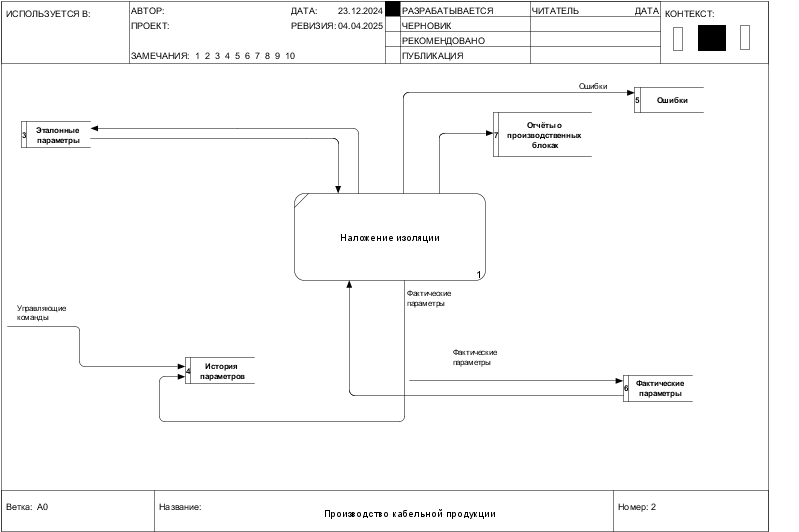 ИСПОЛЬЗУЕТСЯ В:
АВТОР:
ДАТА: 23.12.2024
РАЗРАБАТЫВАЕТСЯ
ЧИТАТЕЛЬ
ДАТА
КОНТЕКСТ:
ПРОЕКТ:
РЕВИЗИЯ: 04.04.2025
ЧЕРНОВИК
РЕКОМЕНДОВАНО
ЗАМЕЧАНИЯ: 1 2 3 4 5 6 7 8 9 10
ПУБЛИКАЦИЯ
Ошибки
5
Ошибки
3
Эталонные
параметры
7
Отчёты о
производственных
блоках
Наложение изоляции
1
Фактические
параметры
Управляющие
команды
Фактические
параметры
4
История
параметров
6
Фактические
параметры
Ветка: A0
Название:
Производство кабельной продукции
Номер: 2